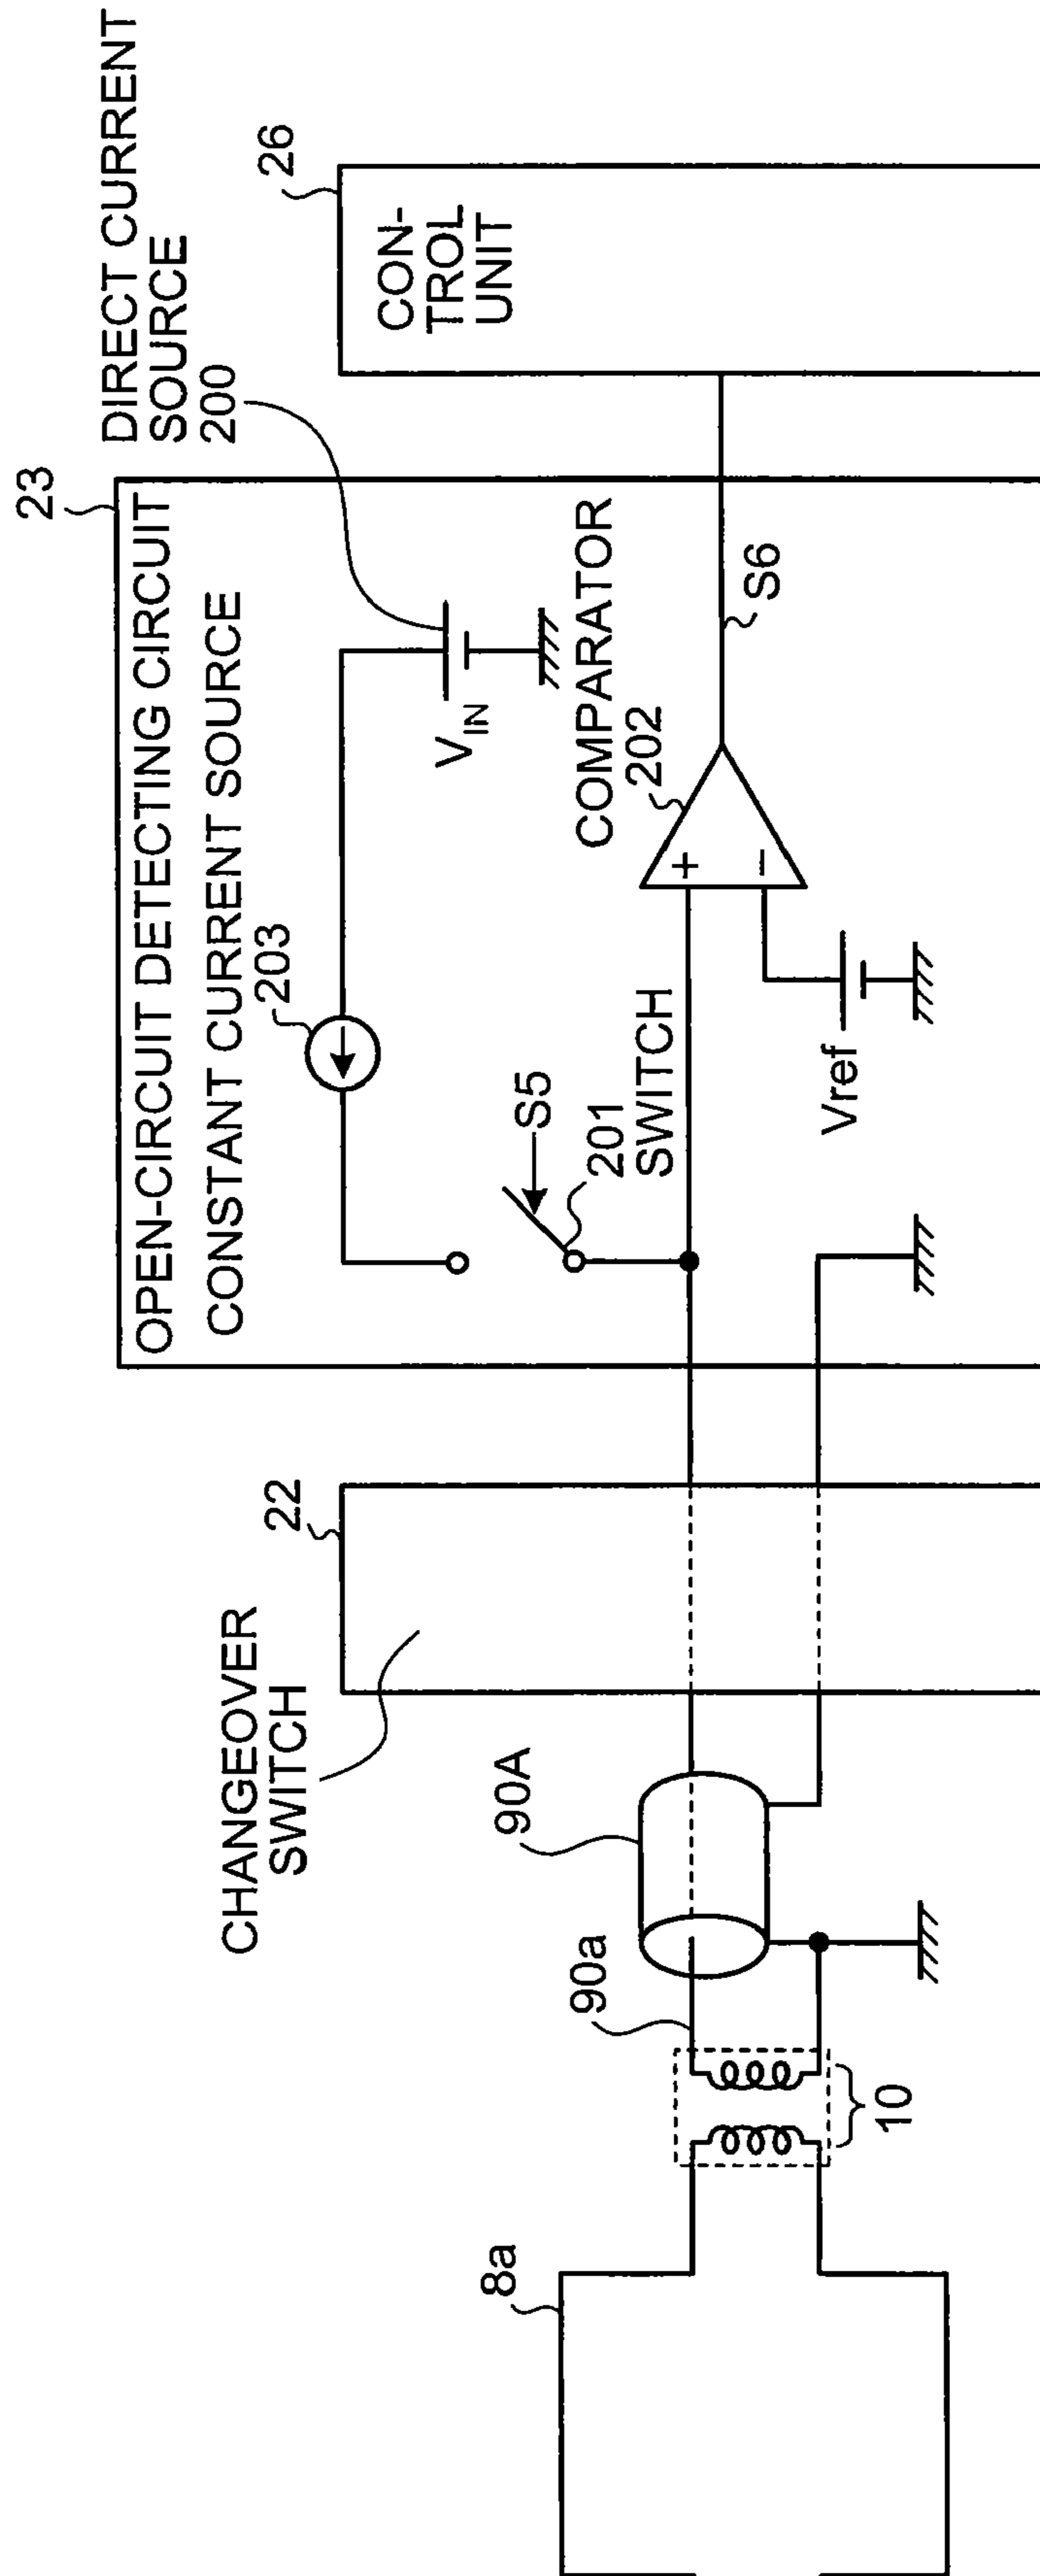 23
OPEN-CIRCUIT DETECTING CIRCUIT
DIRECT CURRENT
SOURCE
200
CONSTANT CURRENT SOURCE
203
26
CON-
TROL
UNIT
CHANGEOVER
SWITCH
22
VIN
S5
201
SWITCH
COMPARATOR
202
+
−
S6
Vref
90A
90a
8a
10